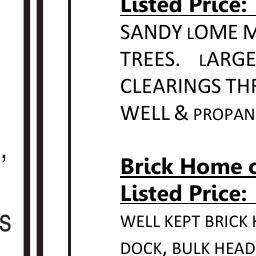 Listed Price:
SANDY LOME M
TREES. LARGE
CLEARINGS THR
WELL & PROPAN
,
Brick Home o
Listed Price:
S
WELL KEPT BRICK H
DOCK, BULK HEAD